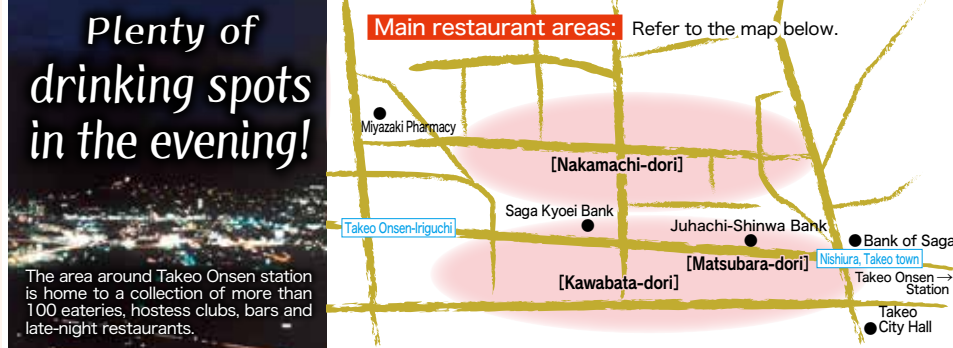 Plenty of
drinking spots
in the evening!
The area around Takeo Onsen station
is home to a collection of more than
100 eateries, hostess clubs, bars and
late-night restaurants.
Main restaurant areas: Refer to the map below.
Miyazaki Pharmacy
[Nakamachi-dori]
Saga Kyoei Bank
Juhachi-Shinwa Bank
Takeo Onsen-Iriguchi
Bank of Saga
[Matsubara-dori]
Nishiura, Takeo town
[Kawabata-dori]
Takeo Onsen →
Station
Takeo
City Hall